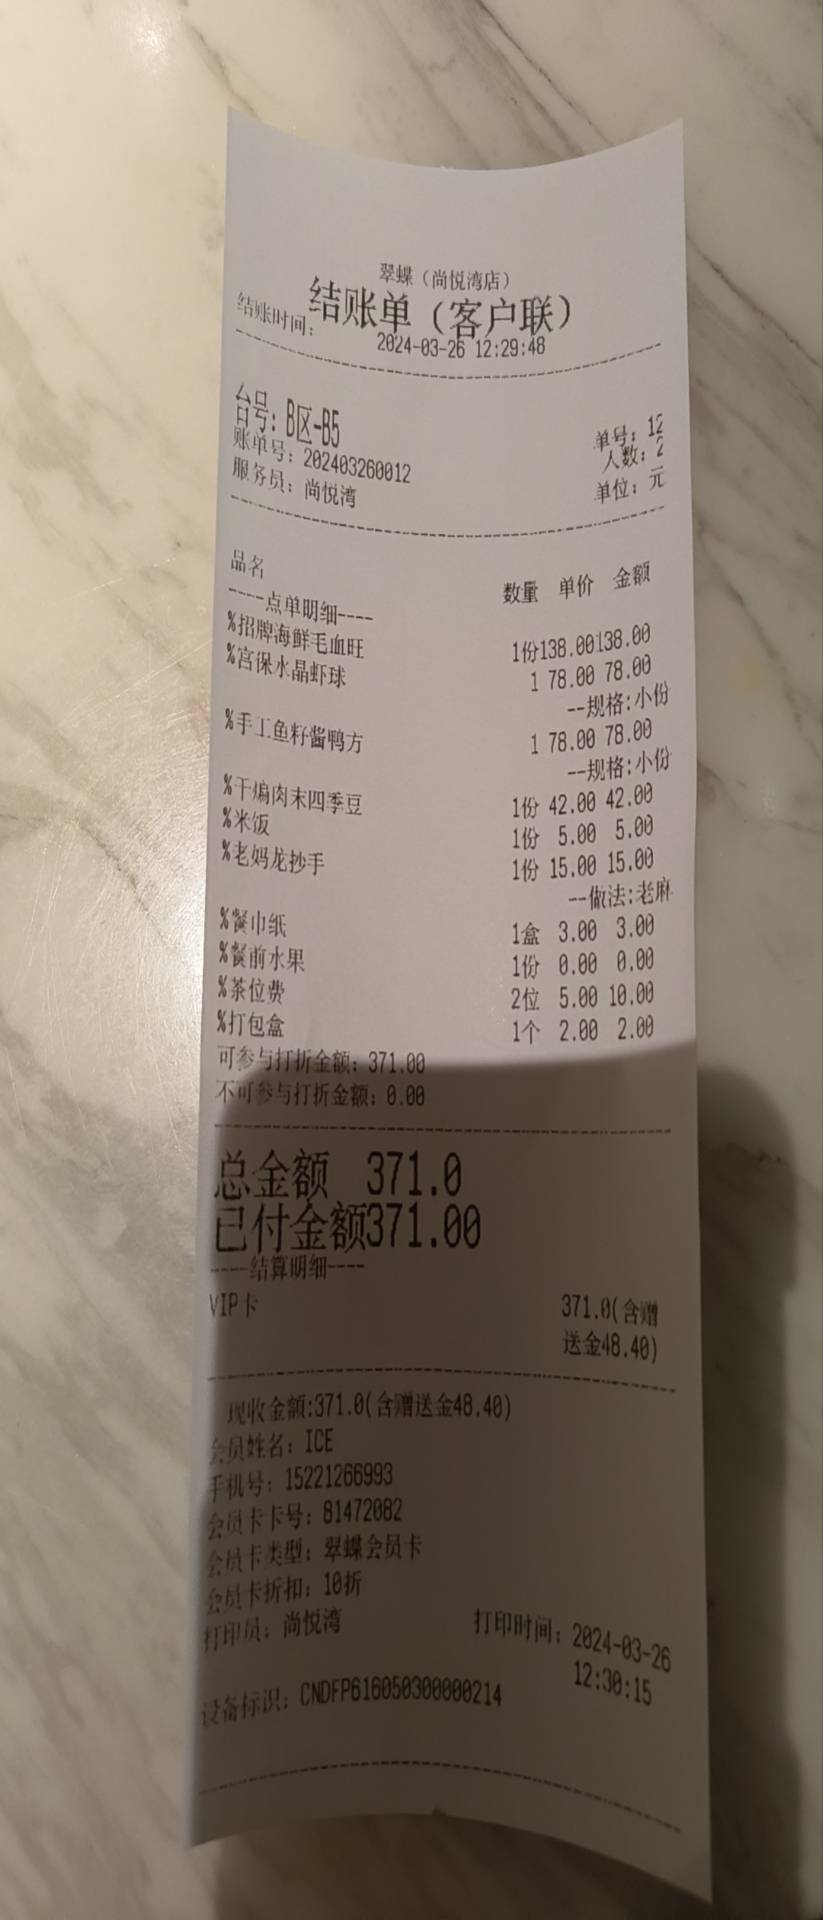 翠蝶（尚悦湾店）
结账单（客户联）
结账时间： 2024-03-26 12:29:48
台号：B区-B5 单号：12
账单号：202403260012 人数：2
服务员：尚悦湾 单位：元
品名 数量 单价 金额
----点单明细----
%招牌海鲜毛血旺 1份138.00138.00
%宫保水晶虾球 1 78.00 78.00
--规格:小份
%手工鱼籽酱鸭方 1 78.00 78.00
--规格:小份
%干煸肉末四季豆 1份 42.00 42.00
%米饭 1份 5.00 5.00
%老妈龙抄手 1份 15.00 15.00
--做法:老麻
%餐巾纸 1盒 3.00 3.00
%餐前水果 1份 0.00 0.00
%茶位费 2位 5.00 10.00
%打包盒 1个 2.00 2.00
可参与打折金额：371.00
不可参与打折金额：0.00
总金额 371.0
已付金额371.00
----结算明细----
VIP卡 371.0(含赠
送金48.40)
现收金额:371.0(含赠送金48.40)
会员姓名：ICE
手机号：15221266993
会员卡卡号：81472082
会员卡类型：翠蝶会员卡
会员卡折扣：10折
打印员：尚悦湾 打印时间：2024-03-26
12:30:15
设备标识：CNDFP616050300000214